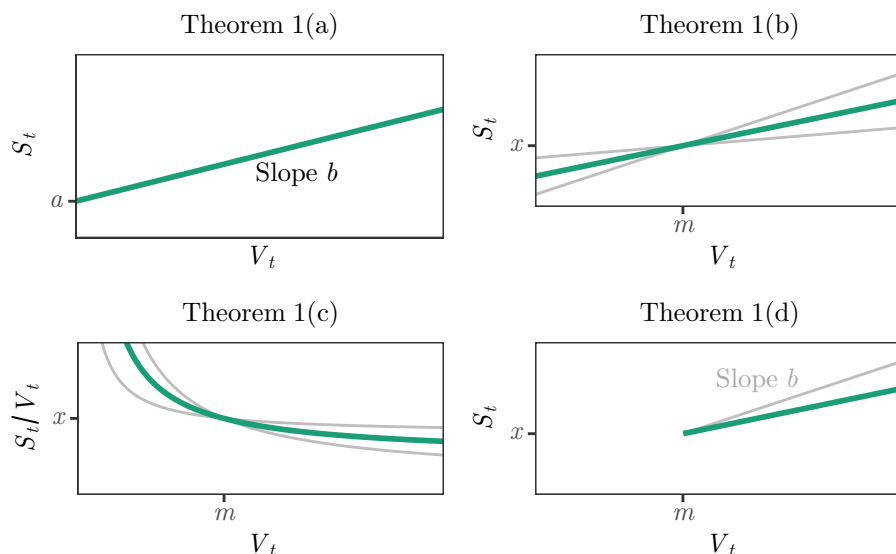 Theorem 1(a)
S_t
a
Slope b
V_t
Theorem 1(b)
S_t
x
m
V_t
Theorem 1(c)
S_t/V_t
x
m
V_t
Theorem 1(d)
S_t
x
Slope b
m
V_t